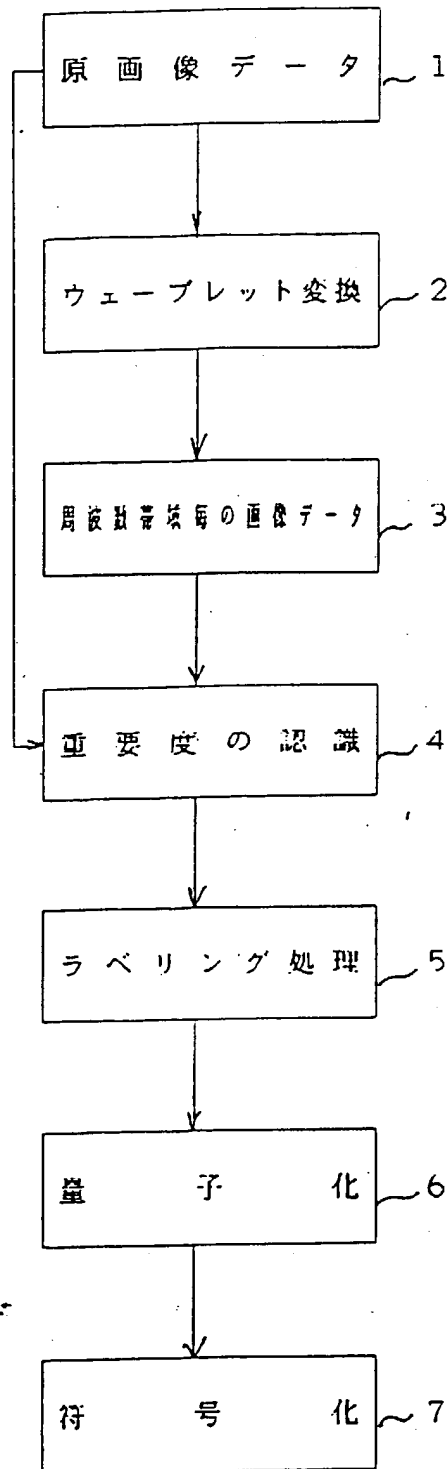 原画像データ 1
ウェーブレット変換 2
周波数帯域毎の画像データ 3
重要度の認識 4
ラベリング処理 5
量子化 6
符号化 7